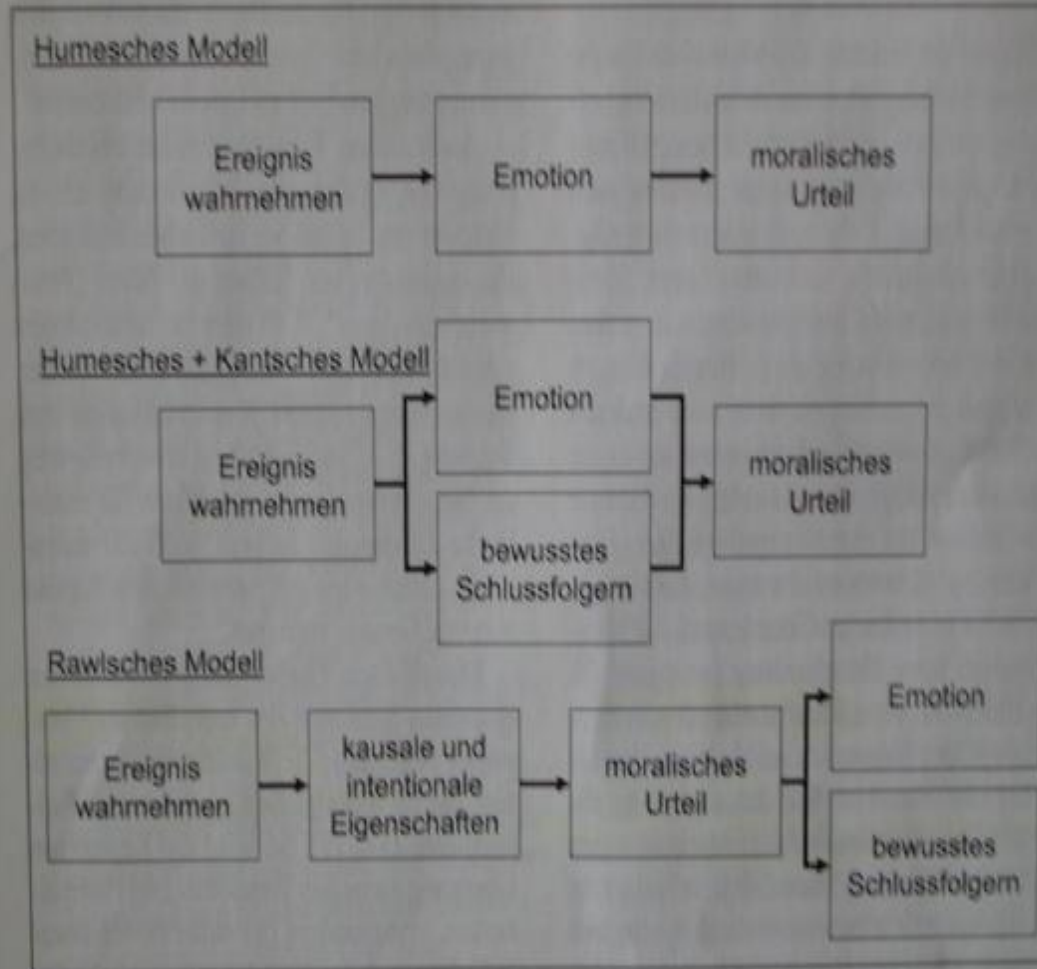 Humesches Modell
Ereignis
wahrnehmen
Emotion
moralisches
Urteil
Humesches + Kantsches Modell
Ereignis
wahrnehmen
Emotion
bewusstes
Schlussfolgern
moralisches
Urteil
Rawlsches Modell
Ereignis
wahrnehmen
kausale und
intentionale
Eigenschaften
moralisches
Urteil
Emotion
bewusstes
Schlussfolgern